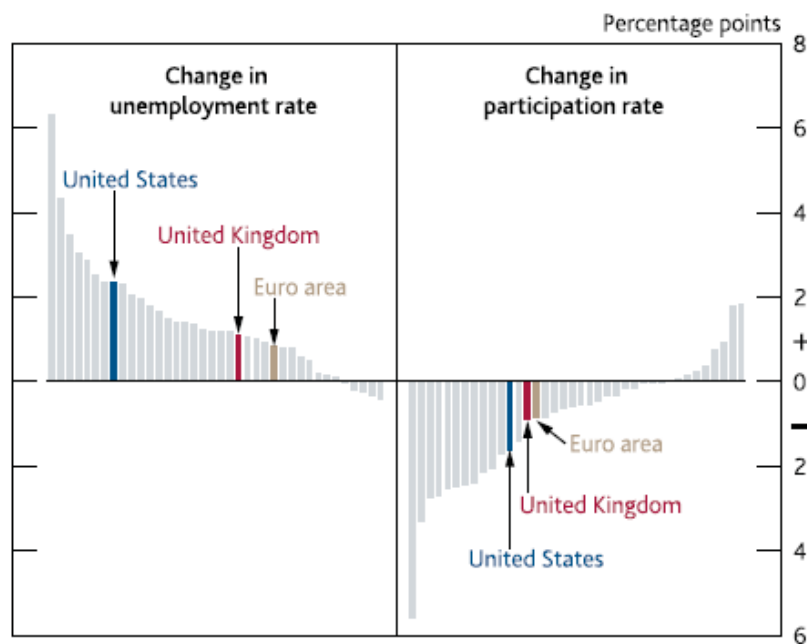 Percentage points
Change in
unemployment rate
Change in
participation rate
United States
United Kingdom
Euro area
Euro area
United Kingdom
United States
8
6
4
2
+
0
–
2
4
6